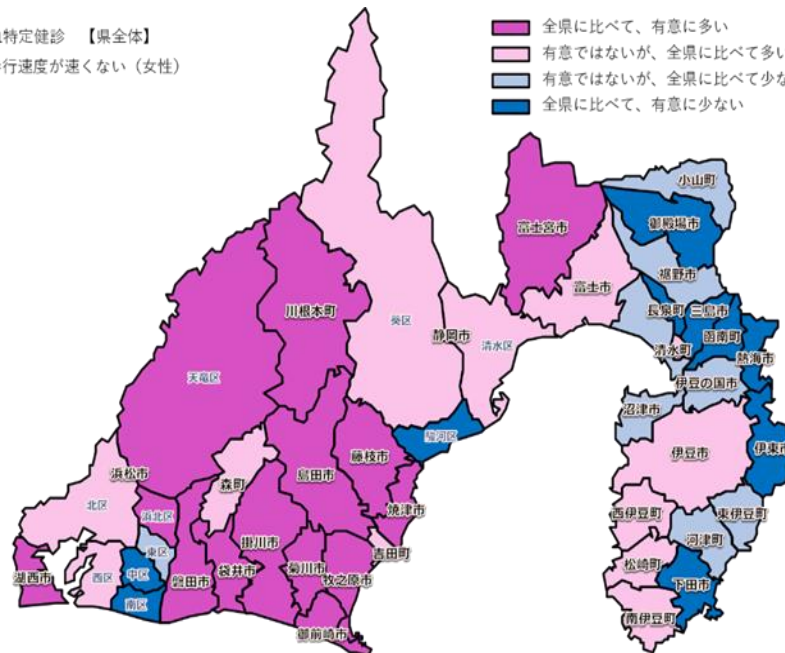 特定健診 【県全体】
行速度が速くない（女性）
全県に比べて、有意に多い
有意ではないが、全県に比べて多い
有意ではないが、全県に比べて少な
全県に比べて、有意に少ない
小山町
御殿場市
富士宮市
裾野市
富士市
川根本町
長泉町
三島市
葵区
静岡市
函南町
清水区
清水町
熱海市
天竜区
伊豆の国市
沼津市
駿河区
伊東市
伊豆市
藤枝市
浜松市
島田市
森町
北区
焼津市
西伊豆町
東伊豆町
浜北区
掛川市
河津町
東区
吉田町
松崎町
湖西市
西区
中区
磐田市
袋井市
菊川市
牧之原市
下田市
南区
南伊豆町
御前崎市